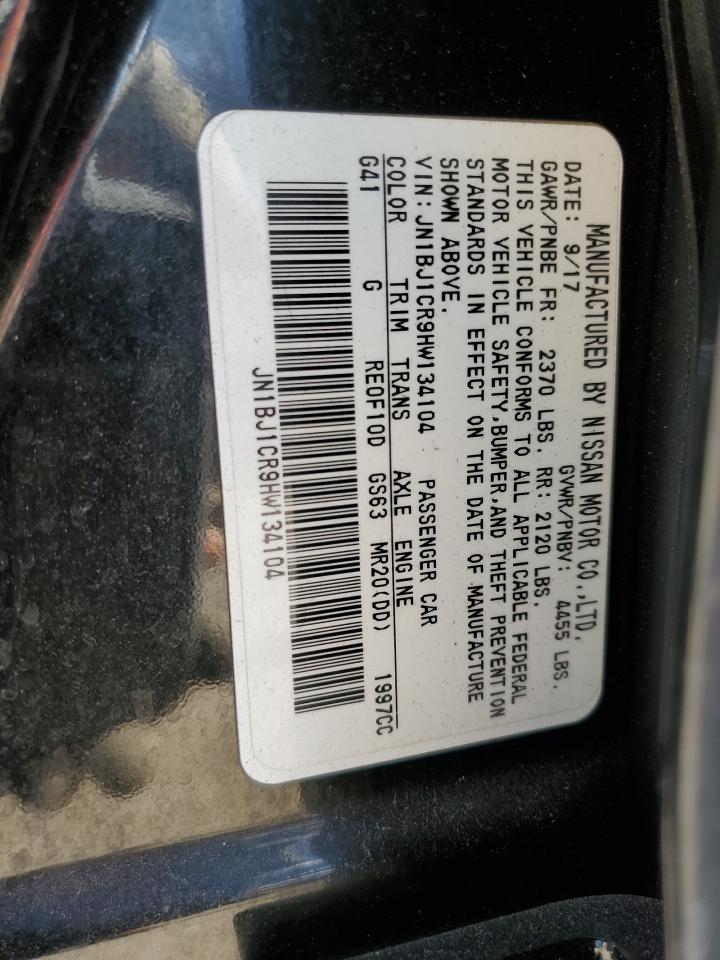 MANUFACTURED BY NISSAN MOTOR CO.,LTD.
DATE: 9/17 GVWR/PNBV: 4455 LBS.
GAWR/PNBE FR: 2370 LBS. RR: 2120 LBS.
THIS VEHICLE CONFORMS TO ALL APPLICABLE FEDERAL
MOTOR VEHICLE SAFETY,BUMPER,AND THEFT PREVENTION
STANDARDS IN EFFECT ON THE DATE OF MANUFACTURE
SHOWN ABOVE.
VIN: JN1BJ1CR9HW134104 PASSENGER CAR
COLOR TRIM TRANS AXLE ENGINE
G41 G RE0F10D GS63 MR20(DD) 1997CC
JN1BJ1CR9HW134104